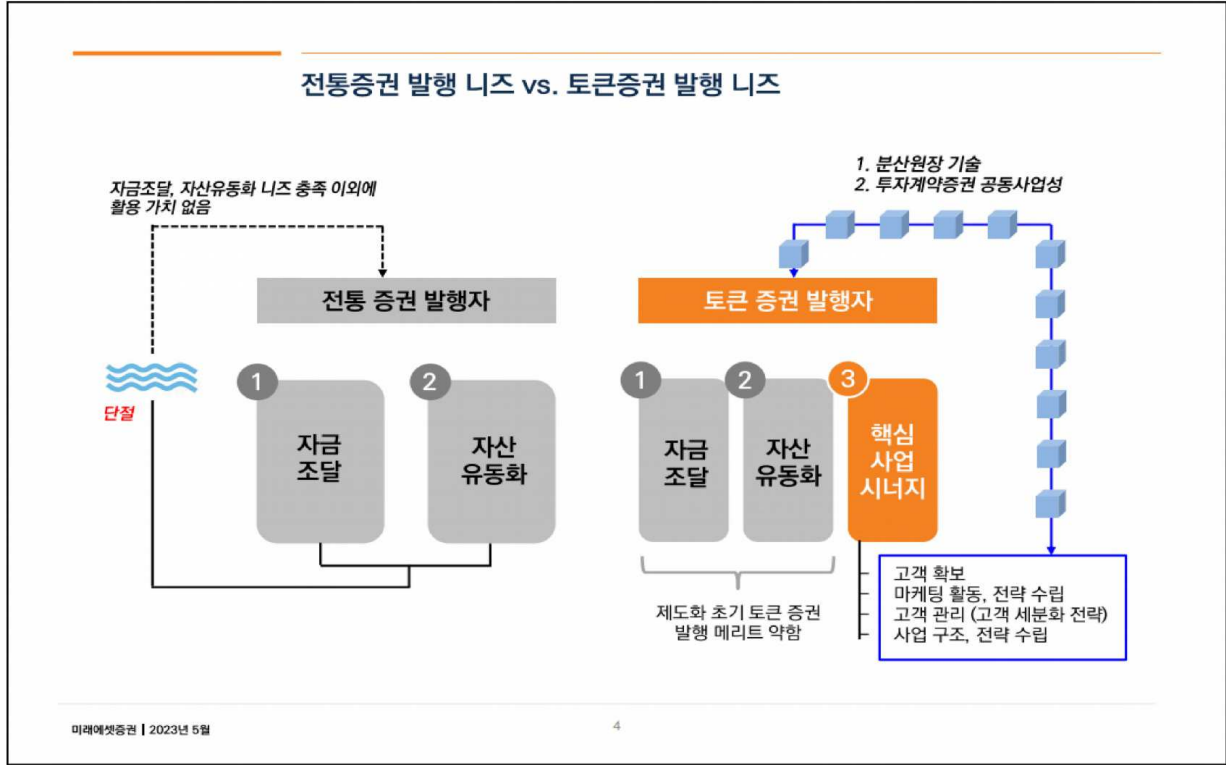 전통증권 발행 니즈 vs. 토큰증권 발행 니즈
자금조달, 자산유동화 니즈 충족 이외에
활용 가치 없음
1. 분산원장 기술
2. 투자계약증권 공동사업성
전통 증권 발행자
토큰 증권 발행자
단절
1
자금
조달
2
자산
유동화
1
자금
조달
2
자산
유동화
3
핵심
사업
시너지
제도화 초기 토큰 증권
발행 메리트 약함
고객 확보
마케팅 활동, 전략 수립
고객 관리 (고객 세분화 전략)
사업 구조, 전략 수립
미래에셋증권 | 2023년 5월
4